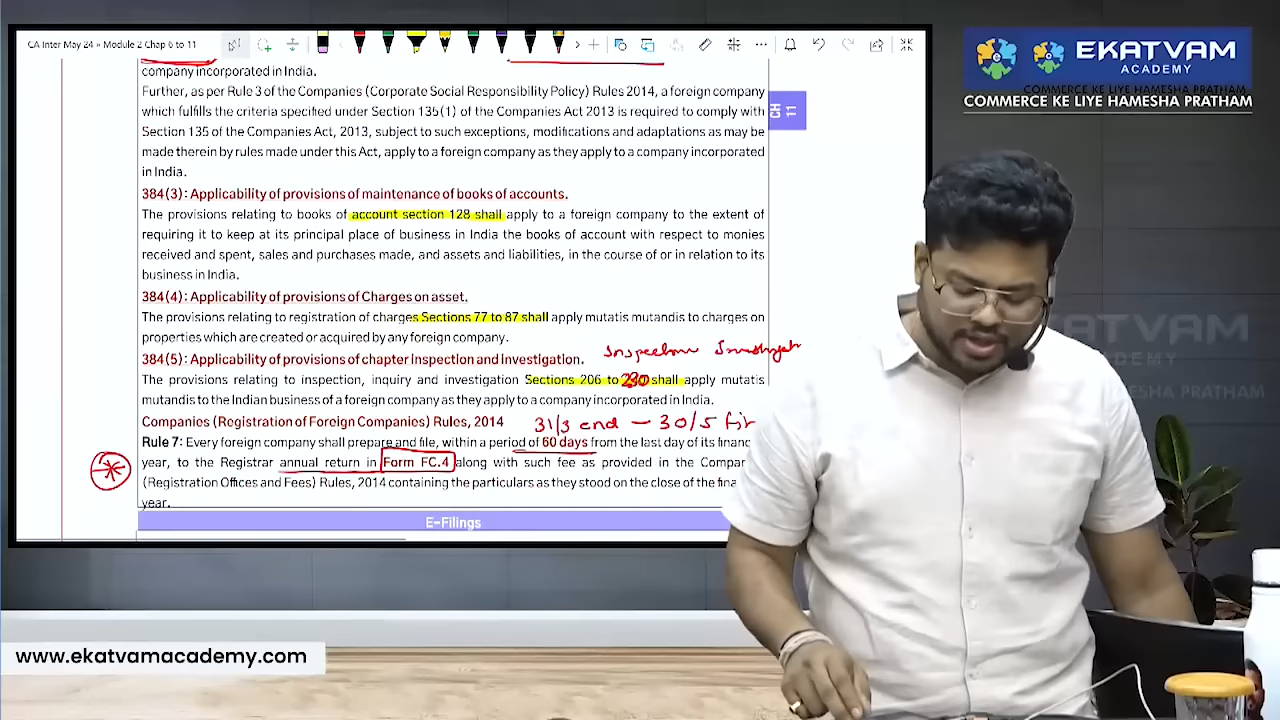 CA Inter May 24 » Module 2 Chap 6 to 11
company incorporated in India.
Further, as per Rule 3 of the Companies (Corporate Social Responsibility Policy) Rules 2014, a foreign company
which fulfills the criteria specified under Section 135(1) of the Companies Act 2013 is required to comply with
Section 135 of the Companies Act, 2013, subject to such exceptions, modifications and adaptations as may be
made therein by rules made under this Act, apply to a foreign company as they apply to a company incorporated
in India.
384(3): Applicability of provisions of maintenance of books of accounts.
The provisions relating to books of account section 128 shall apply to a foreign company to the extent of
requiring it to keep at its principal place of business in India the books of account with respect to monies
received and spent, sales and purchases made, and assets and liabilities, in the course of or in relation to its
business in India.
384(4): Applicability of provisions of Charges on asset.
The provisions relating to registration of charges Sections 77 to 87 shall apply mutatis mutandis to charges on
properties which are created or acquired by any foreign company.
384(5): Applicability of provisions of chapter Inspection and Investigation.
The provisions relating to inspection, inquiry and investigation Sections 206 to 230 shall apply mutatis
mutandis to the Indian business of a foreign company as they apply to a company incorporated in India.
Companies (Registration of Foreign Companies) Rules, 2014 31/3 end - 30/5
Rule 7: Every foreign company shall prepare and file, within a period of 60 days from the last day of its financ
year, to the Registrar annual return in Form FC.4 along with such fee as provided in the Compar
(Registration Offices and Fees) Rules, 2014 containing the particulars as they stood on the close of the fina
year.
E-Filings
CH
11
EKATVAM
ACADEMY
COMMERCE KE LIYE HAMESHA PRATHAM
KATVAM
EMY
HA PRATHAM
www.ekatvamacademy.com